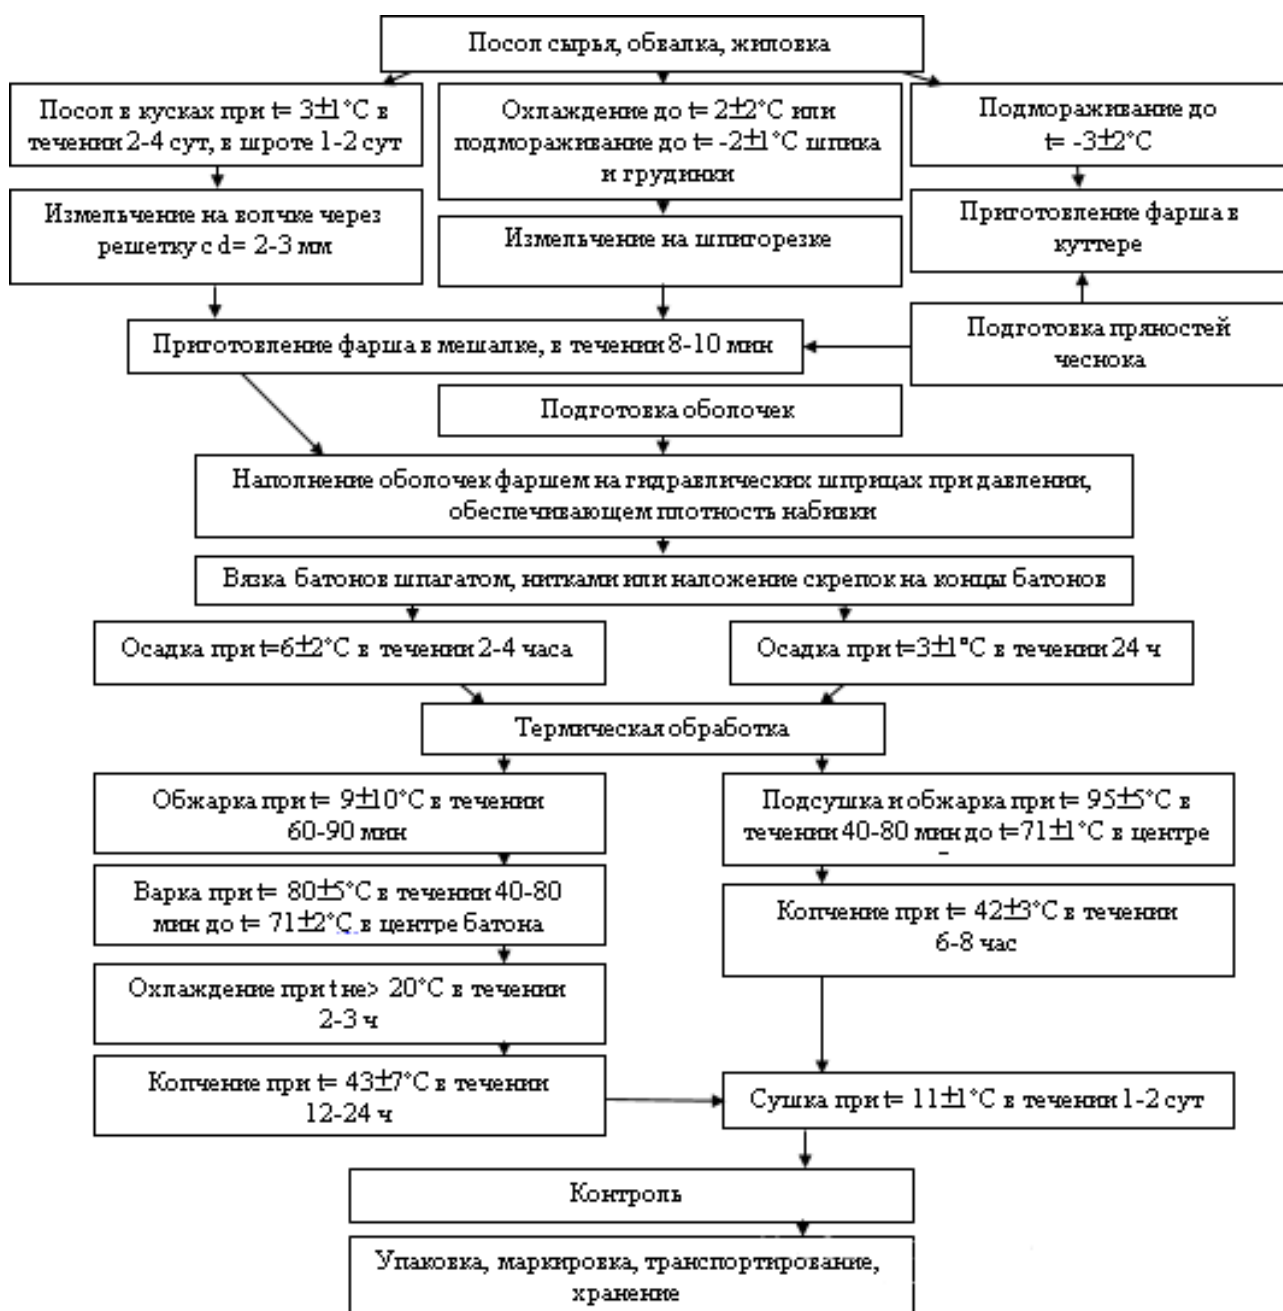 Посол сырья, обвалка, жиловка
Посол в кусках при t= 3±1°С в
течении 2-4 сут, в шроте 1-2 сут
Охлаждение до t= 2±2°С или
подмораживание до t= -2±1°С шпика
и грудинки
Подмораживание до
t= -3±2°С
Измельчение на волчке через
решетку с d= 2-3 мм
Измельчение на шпигорезке
Приготовление фарша в
куттере
Приготовление фарша в мешалке, в течении 8-10 мин
Подготовка пряностей
чеснока
Подготовка оболочек
Наполнение оболочек фаршем на гидравлических шприцах при давлении,
обеспечивающем плотность набивки
Вязка батонов шпагатом, нитками или наложение скрепок на концы батонов
Осадка при t=6±2°С в течении 2-4 часа
Осадка при t=3±1°С в течении 24 ч
Термическая обработка
Обжарка при t= 9±10°С в течении
60-90 мин
Подсушка и обжарка при t= 95±5°С в
течении 40-80 мин до t=71±1°С в центре
Варка при t= 80±5°С в течении 40-80
мин до t= 71±2°С в центре батона
Копчение при t= 42±3°С в течении
6-8 час
Охлаждение при t не> 20°С в течении
2-3 ч
Копчение при t= 43±7°С в течении
12-24 ч
Сушка при t= 11±1°С в течении 1-2 сут
Контроль
Упаковка, маркировка, транспортирование,
хранение